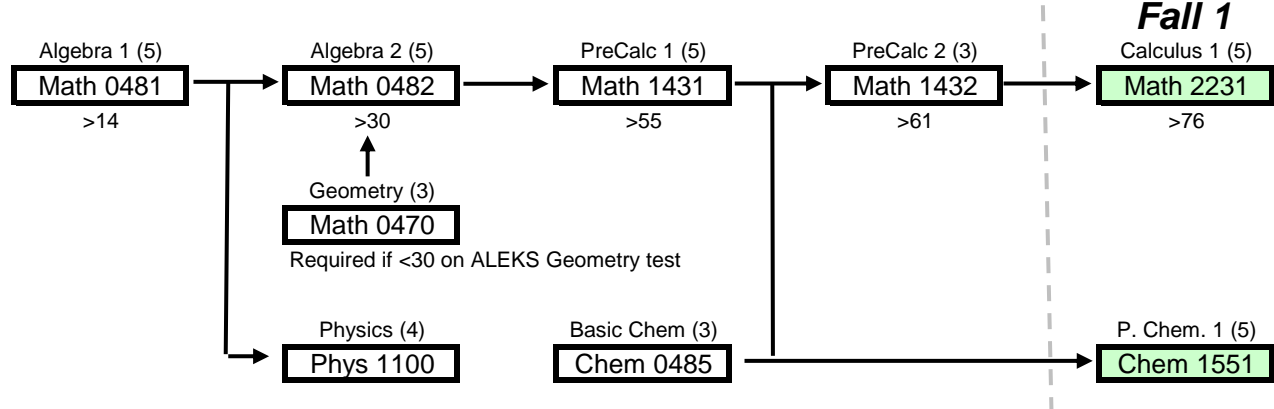 Fall 1
Algebra 1 (5)
Algebra 2 (5)
PreCalc 1 (5)
PreCalc 2 (3)
Calculus 1 (5)
Math 0481
Math 0482
Math 1431
Math 1432
Math 2231
>14
>30
>55
>61
>76
Geometry (3)
Math 0470
Required if <30 on ALEKS Geometry test
Physics (4)
Basic Chem (3)
P. Chem. 1 (5)
Phys 1100
Chem 0485
Chem 1551